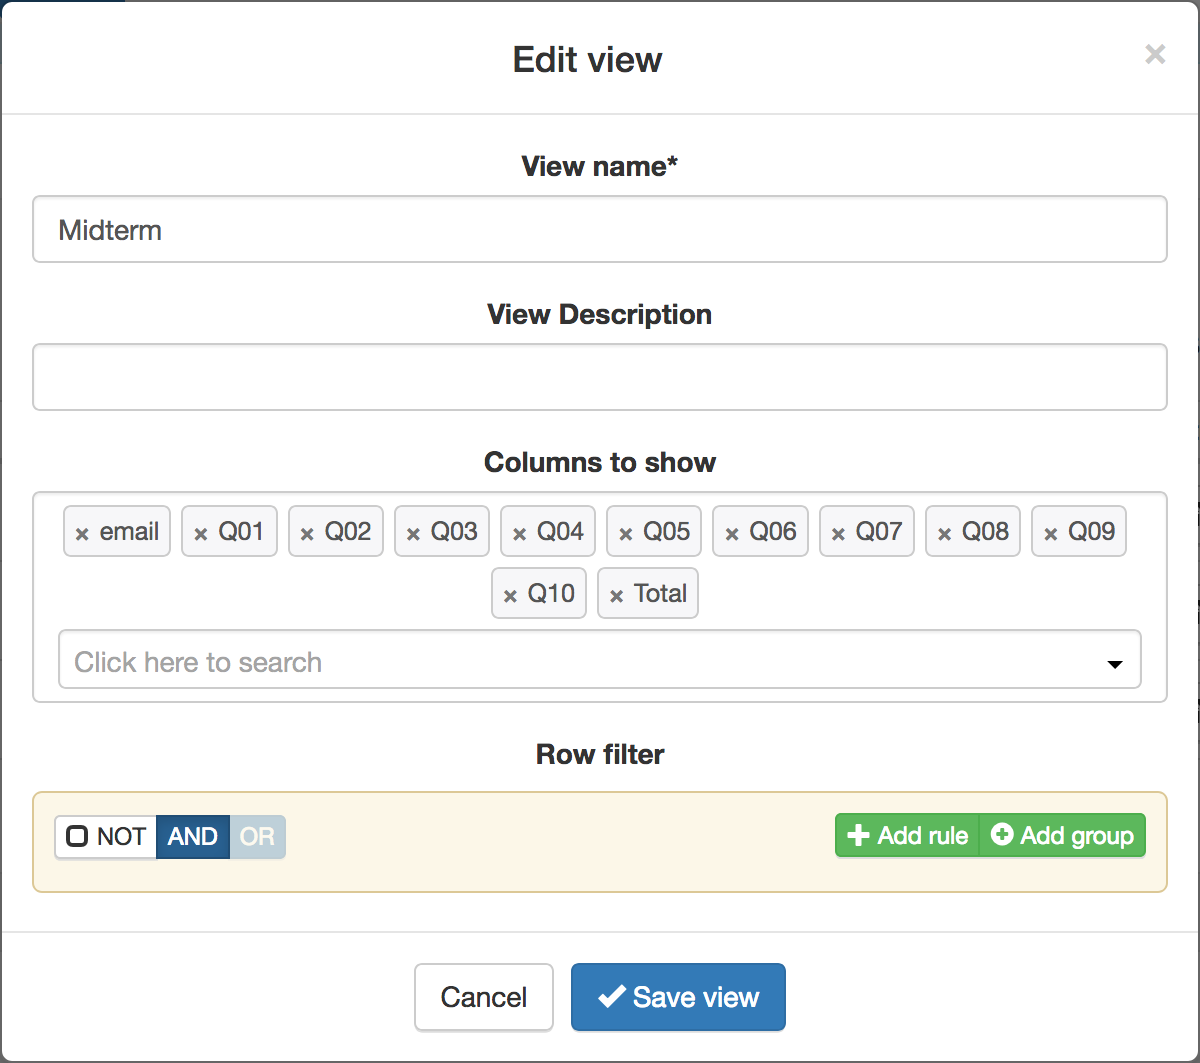 Edit view ×
View name*
Midterm
View Description
Columns to show
× email × Q01 × Q02 × Q03 × Q04 × Q05 × Q06 × Q07 × Q08 × Q09
× Q10 × Total
Click here to search
Row filter
NOT AND OR Add rule Add group
Cancel Save view